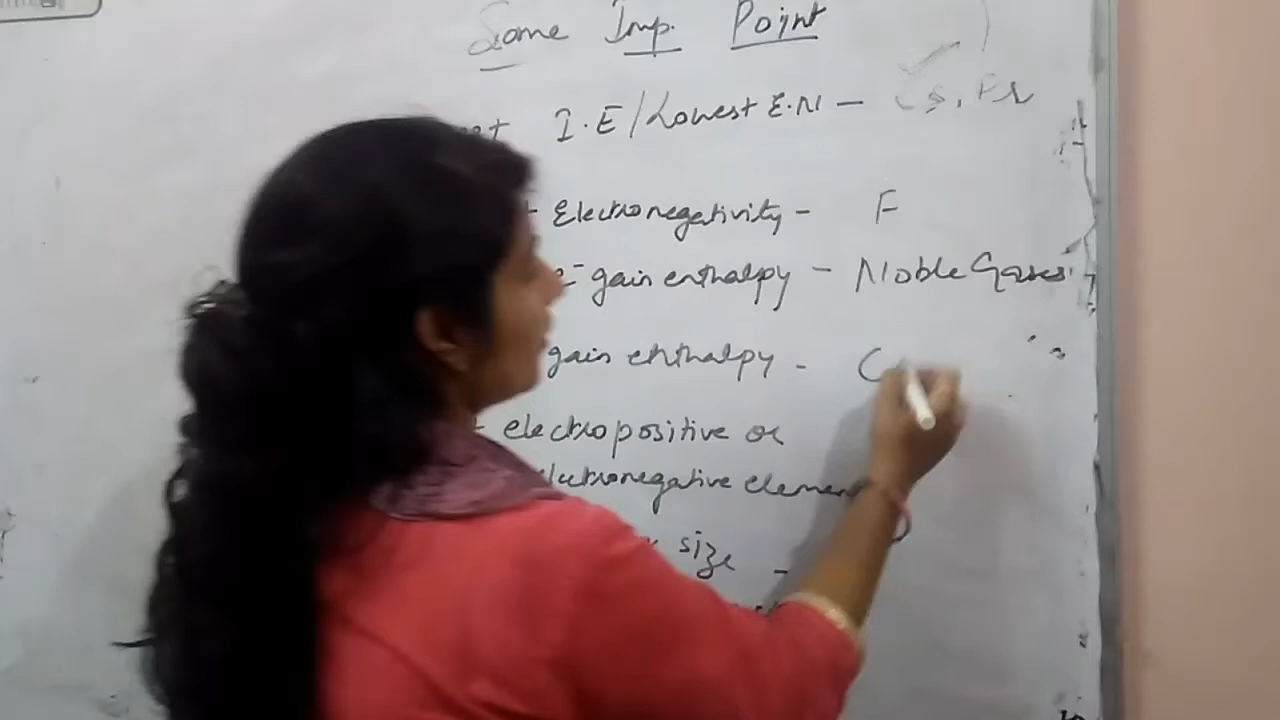 Some Imp. Point
I.E/Lowest E.N – Cs, Fr
Electronegativity – F
e⁻ gain enthalpy – Noble Gases
gain enthalpy - C
electropositive or
electronegative element
size -